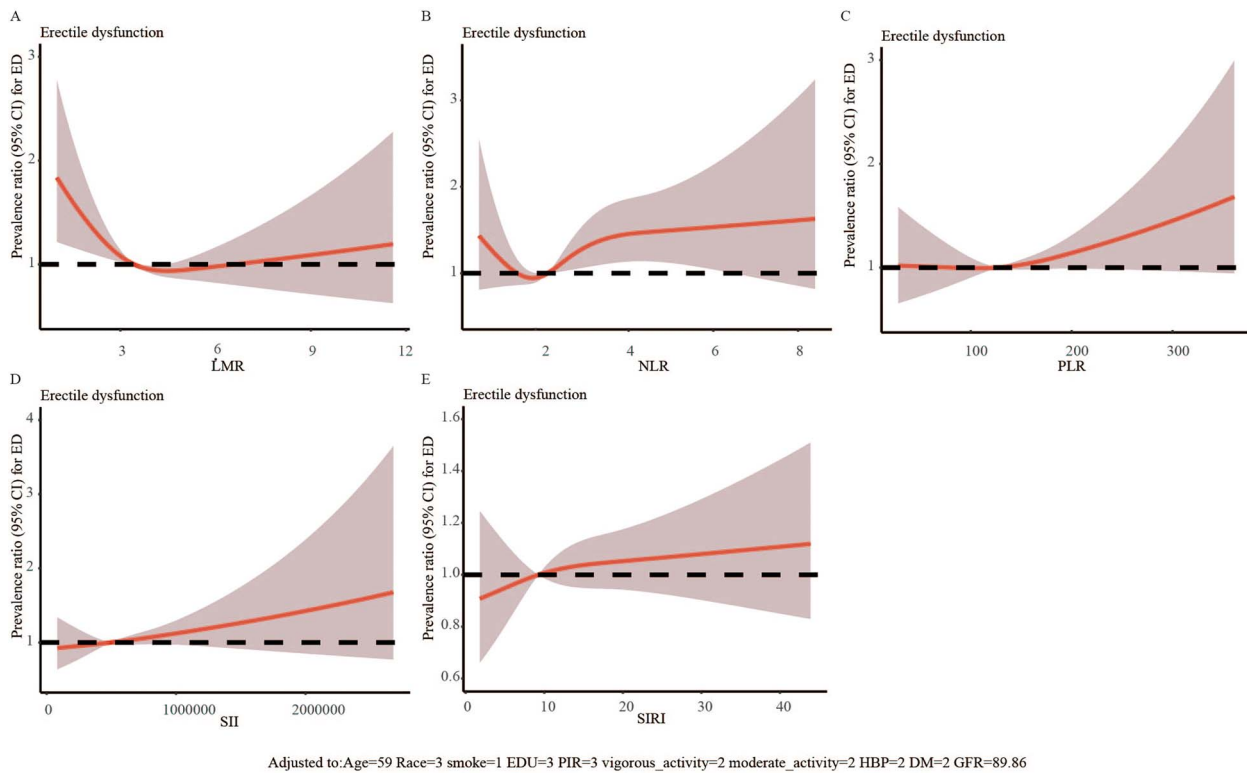 A
Erectile dysfunction
Prevalence ratio (95% CI) for ED
3
2
1
3
6
9
12
LMR
B
Erectile dysfunction
Prevalence ratio (95% CI) for ED
3
2
1
0
2
4
6
8
NLR
C
Erectile dysfunction
Prevalence ratio (95% CI) for ED
3
2
1
100
200
300
PLR
D
Erectile dysfunction
Prevalence ratio (95% CI) for ED
4
3
2
1
0
1000000
2000000
SII
E
Erectile dysfunction
Prevalence ratio (95% CI) for ED
1.6
1.4
1.2
1.0
0.8
0.6
0
10
20
30
40
SIRI
Adjusted to:Age=59 Race=3 smoke=1 EDU=3 PIR=3 vigorous_activity=2 moderate_activity=2 HBP=2 DM=2 GFR=89.86